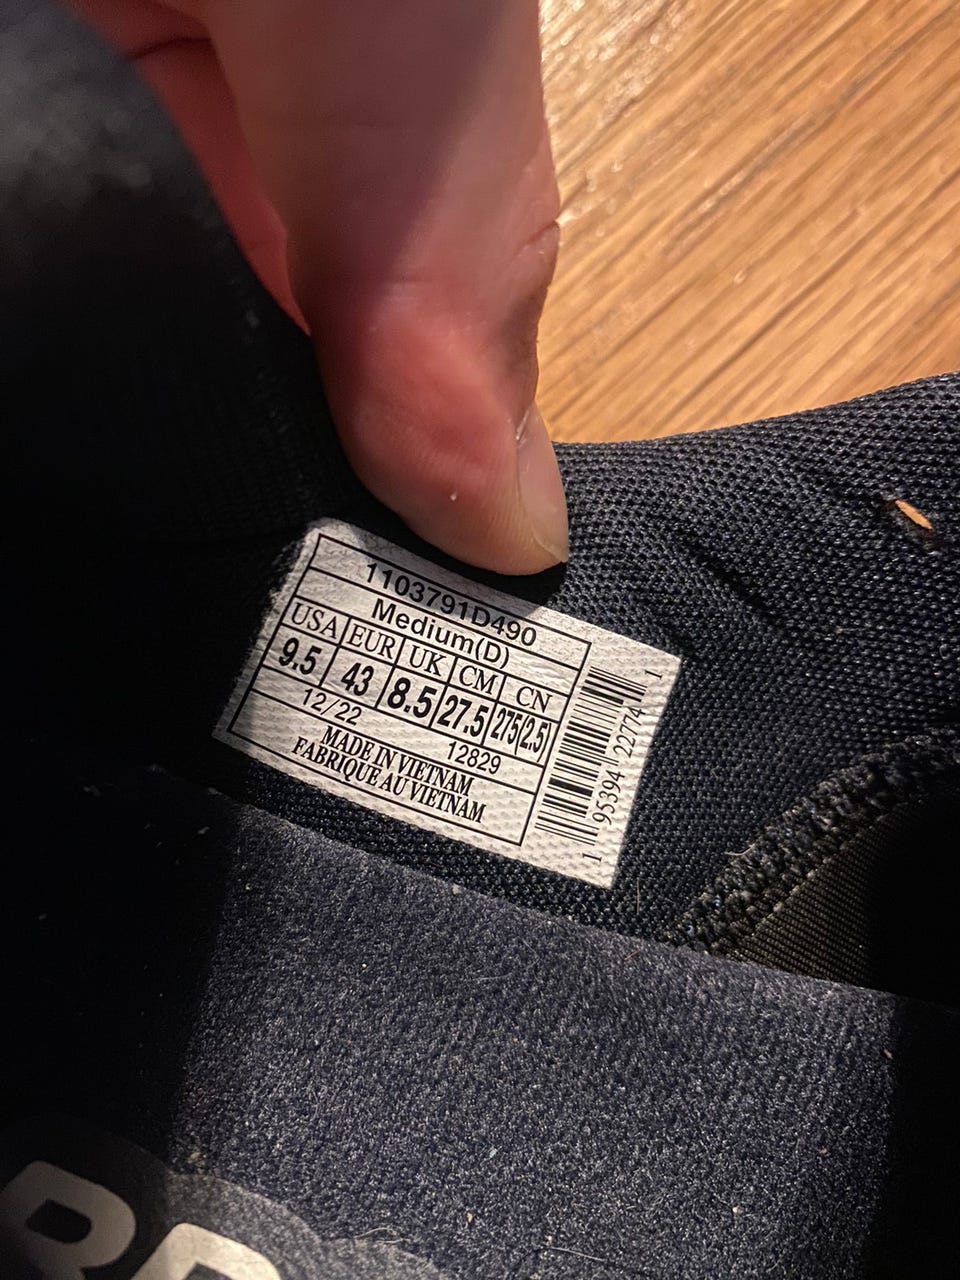 1103791D490
Medium(D)
USA EUR UK CM CN
9.5 43 8.5 27.5 275(2.5)
12/22 12829
MADE IN VIETNAM
FABRIQUE AU VIETNAM
1 95394 22774 1